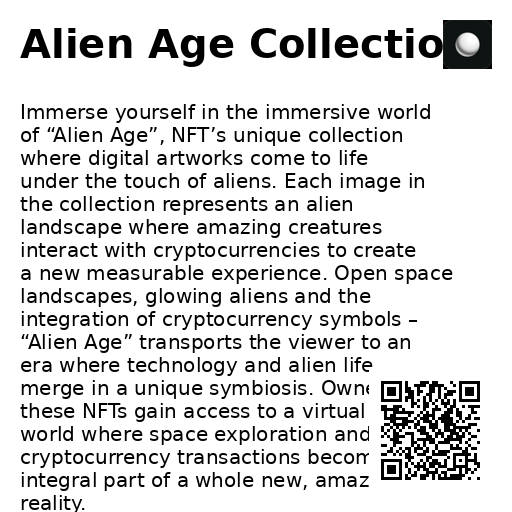 Alien Age Collectio
Immerse yourself in the immersive world
of “Alien Age”, NFT’s unique collection
where digital artworks come to life
under the touch of aliens. Each image in
the collection represents an alien
landscape where amazing creatures
interact with cryptocurrencies to create
a new measurable experience. Open space
landscapes, glowing aliens and the
integration of cryptocurrency symbols –
“Alien Age” transports the viewer to an
era where technology and alien life
merge in a unique symbiosis. Owne
these NFTs gain access to a virtual
world where space exploration and
cryptocurrency transactions becom
integral part of a whole new, amaz
reality.